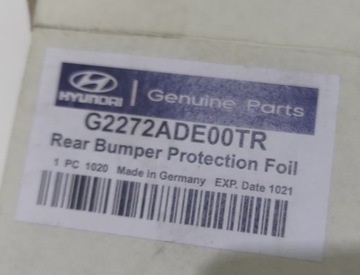 HYUNDAI | Genuine Parts
G2272ADE00TR
Rear Bumper Protection Foil
1 PC 1020 Made in Germany EXP. Date 1021